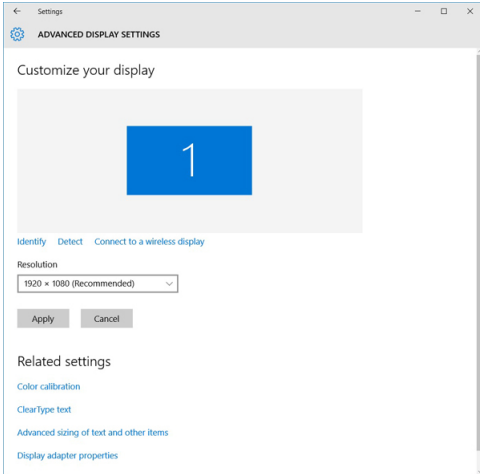 Settings
ADVANCED DISPLAY SETTINGS
Customize your display
1
Identify Detect Connect to a wireless display
Resolution
1920 × 1080 (Recommended)
Apply Cancel
Related settings
Color calibration
ClearType text
Advanced sizing of text and other items
Display adapter properties